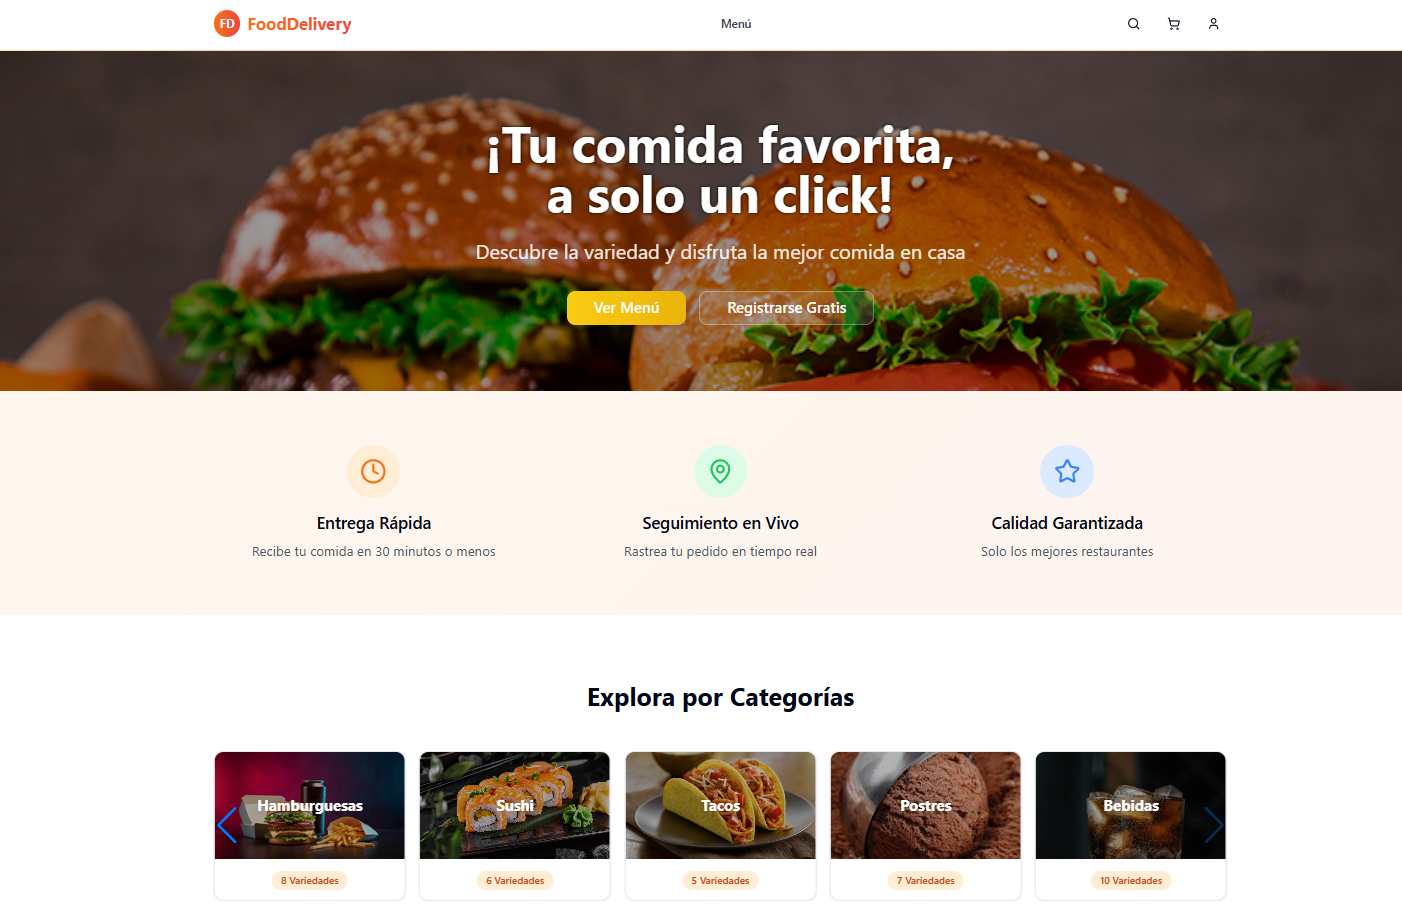 FD FoodDelivery
Menú
¡Tu comida favorita,
a solo un click!
Descubre la variedad y disfruta la mejor comida en casa
Ver Menú
Registrarse Gratis
Entrega Rápida
Recibe tu comida en 30 minutos o menos
Seguimiento en Vivo
Rastrea tu pedido en tiempo real
Calidad Garantizada
Solo los mejores restaurantes
Explora por Categorías
Hamburguesas
8 Variedades
Sushi
6 Variedades
Tacos
5 Variedades
Postres
7 Variedades
Bebidas
10 Variedades